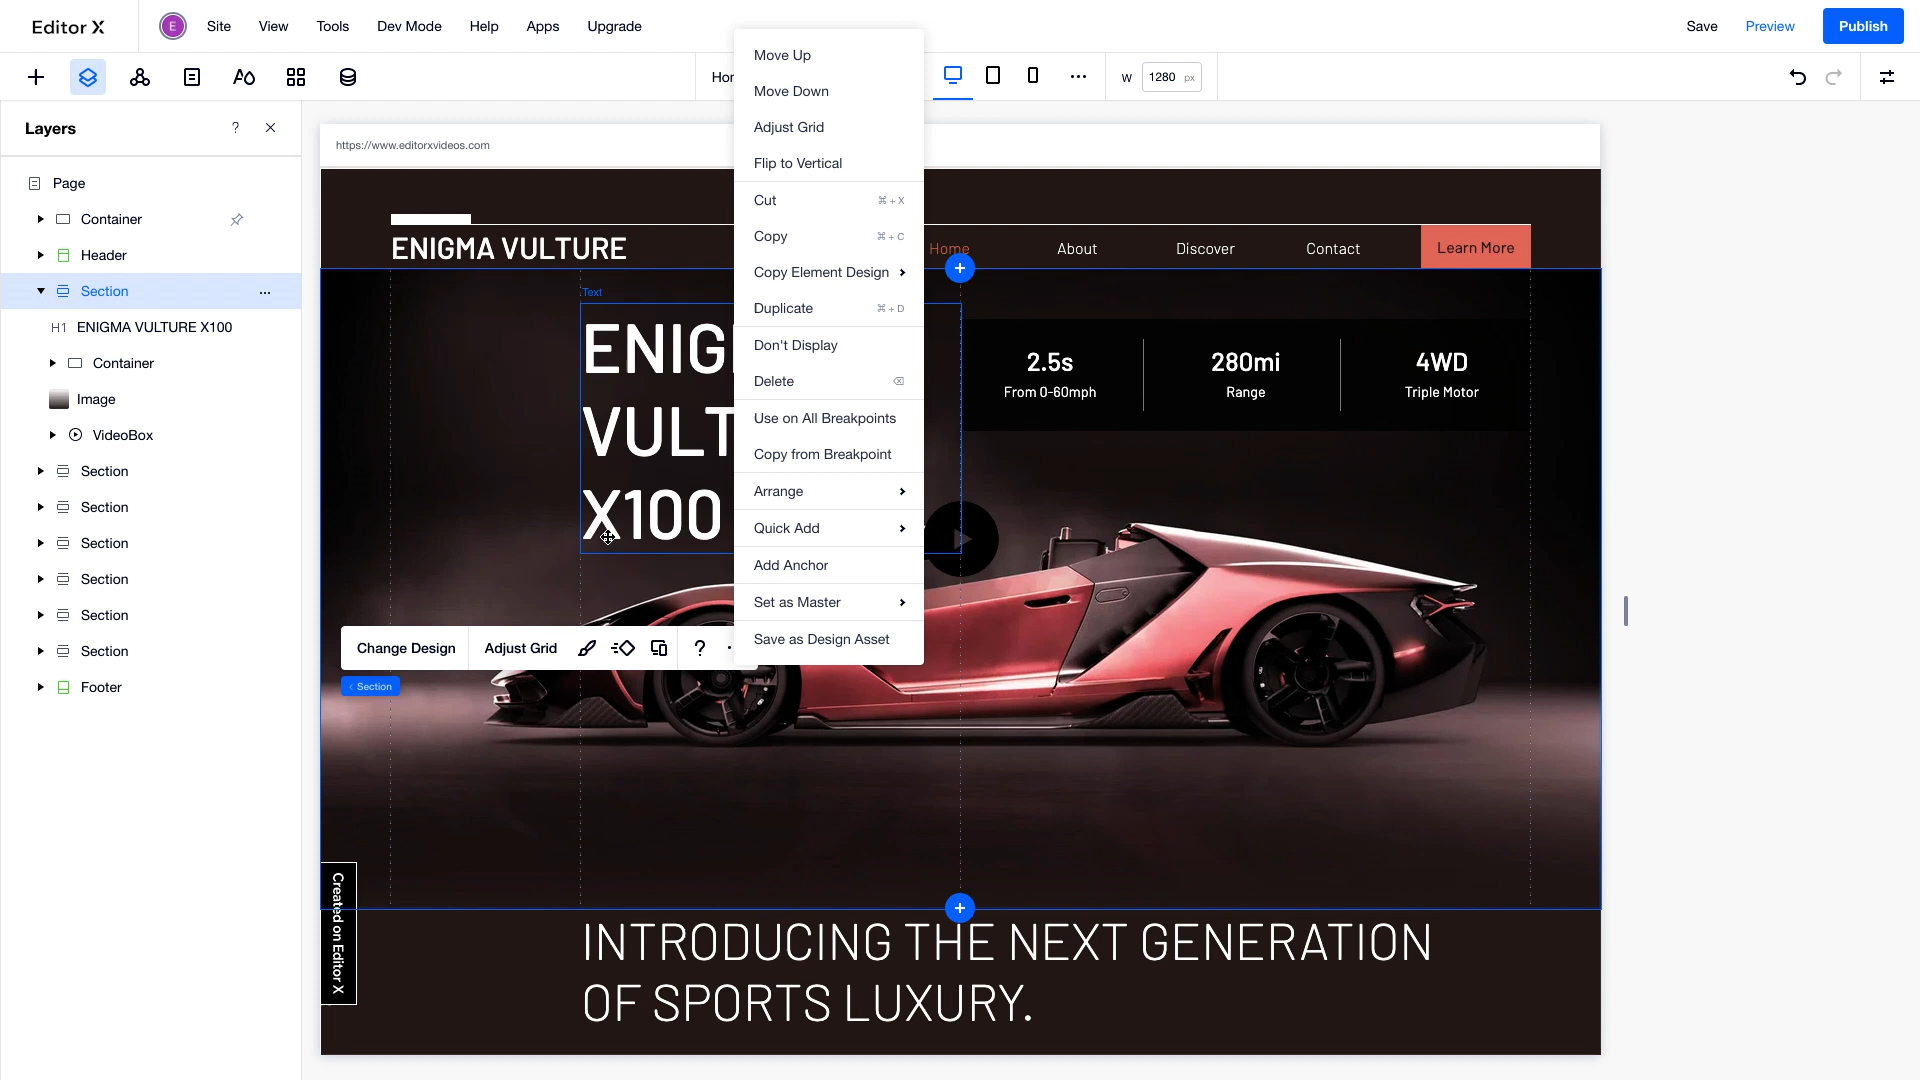 Editor X
E
Site
View
Tools
Dev Mode
Help
Apps
Upgrade
Save
Preview
Publish
W
1280 px
Layers
?
Page
Container
Header
Section
...
H1 ENIGMA VULTURE X100
Container
Image
VideoBox
Section
Section
Section
Section
Section
Section
Footer
https://www.editorxvideos.com
ENIGMA VULTURE
Home
About
Discover
Contact
Learn More
Text
X100
2.5s
From 0-60mph
280mi
Range
4WD
Triple Motor
Move Up
Move Down
Adjust Grid
Flip to Vertical
Cut ⌘ + X
Copy ⌘ + C
Copy Element Design
Duplicate ⌘ + D
Don't Display
Delete
Use on All Breakpoints
Copy from Breakpoint
Arrange
Quick Add
Add Anchor
Set as Master
Save as Design Asset
Change Design
Adjust Grid
?
< Section
Created on Editor X
INTRODUCING THE NEXT GENERATION
OF SPORTS LUXURY.